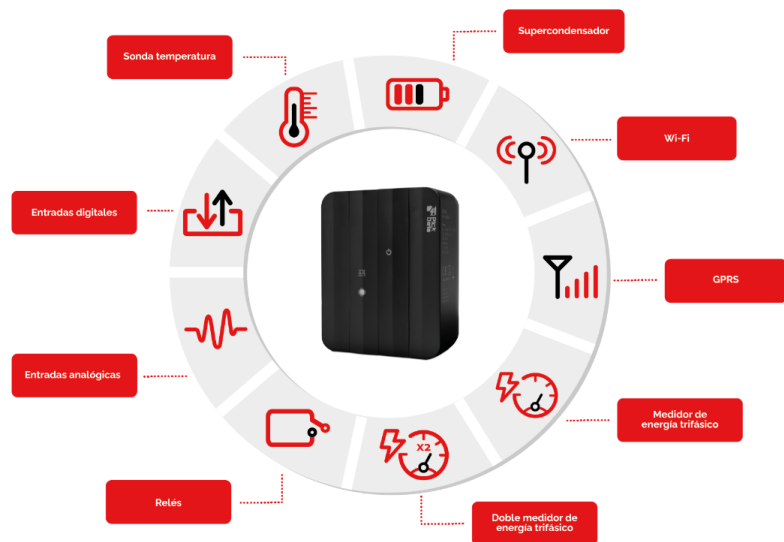 Supercondensador
Sonda temperatura
Wi-Fi
Entradas digitales
GPRS
Entradas analógicas
Medidor de
energía trifásico
X2
Relés
Doble medidor de
energía trifásico